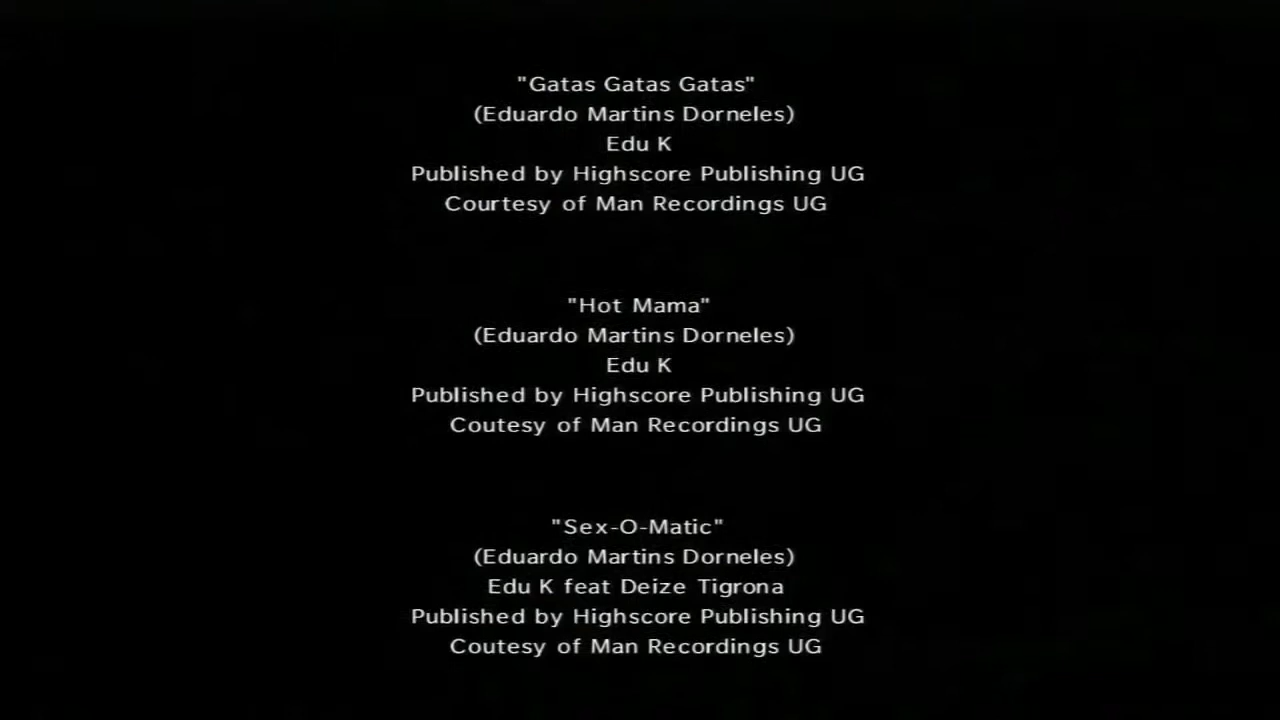 "Gatas Gatas Gatas"
(Eduardo Martins Dorneles)
Edu K
Published by Highscore Publishing UG
Courtesy of Man Recordings UG
"Hot Mama"
(Eduardo Martins Dorneles)
Edu K
Published by Highscore Publishing UG
Coutesy of Man Recordings UG
"Sex-O-Matic"
(Eduardo Martins Dorneles)
Edu K feat Deize Tigrona
Published by Highscore Publishing UG
Coutesy of Man Recordings UG